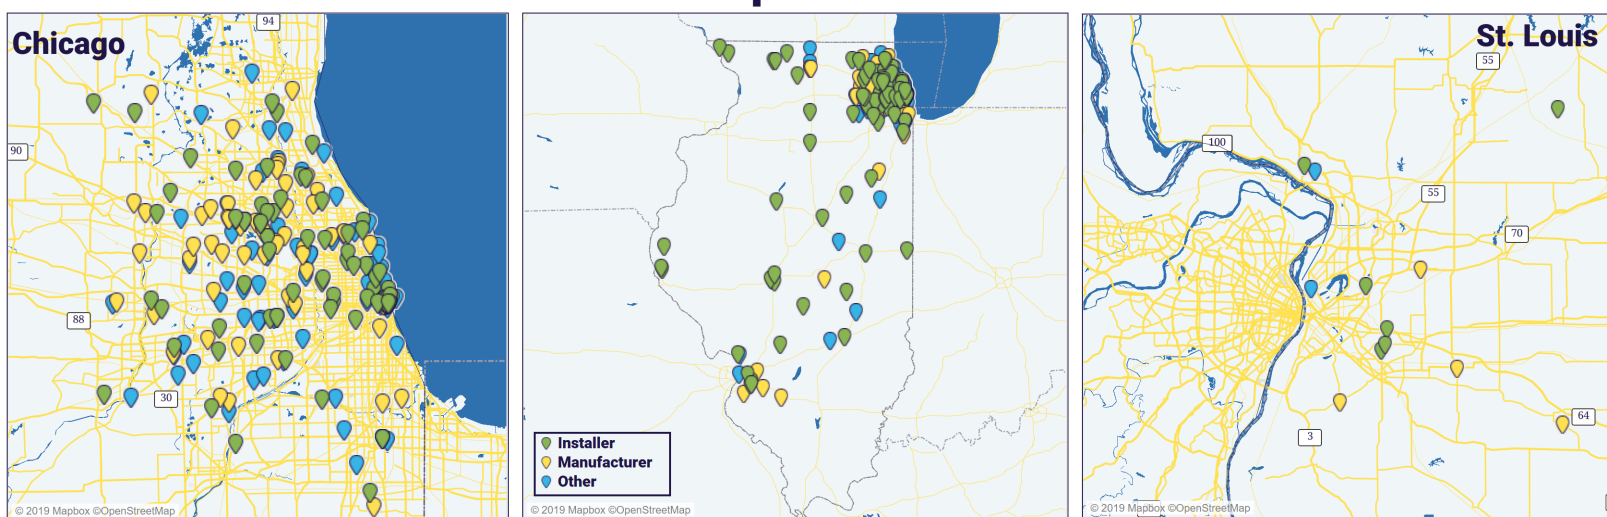 Chicago
94
90
88
30
© 2019 Mapbox ©OpenStreetMap
Installer
Manufacturer
Other
© 2019 Mapbox ©OpenStreetMap
St. Louis
55
100
55
70
64
3
© 2019 Mapbox ©OpenStreetMap